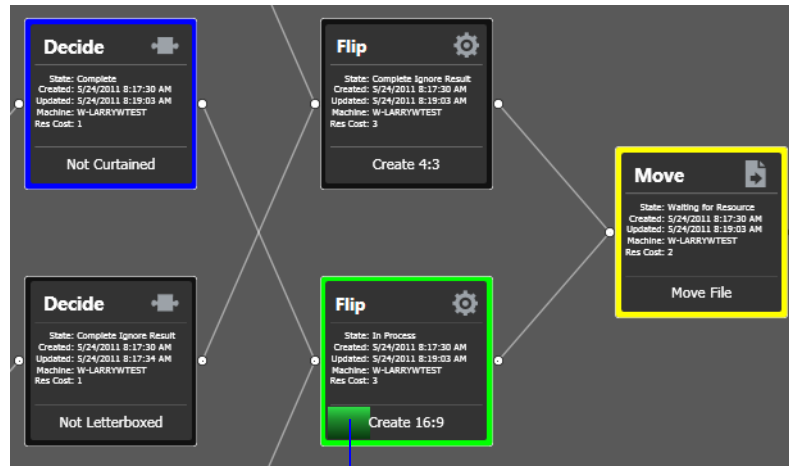 Decide
State: Complete
Created: 5/24/2011 8:17:30 AM
Updated: 5/24/2011 8:19:03 AM
Machine: W-LARRYWTEST
Res Cost: 1
Not Curtained
Flip
State: Complete Ignore Result
Created: 5/24/2011 8:17:30 AM
Updated: 5/24/2011 8:19:03 AM
Machine: W-LARRYWTEST
Res Cost: 3
Create 4:3
Move
State: Waiting for Resource
Created: 5/24/2011 8:17:30 AM
Updated: 5/24/2011 8:19:03 AM
Machine: W-LARRYWTEST
Res Cost: 2
Move File
Decide
State: Complete Ignore Result
Created: 5/24/2011 8:17:30 AM
Updated: 5/24/2011 8:17:34 AM
Machine: W-LARRYWTEST
Res Cost: 1
Not Letterboxed
Flip
State: In Process
Created: 5/24/2011 8:17:30 AM
Updated: 5/24/2011 8:19:03 AM
Machine: W-LARRYWTEST
Res Cost: 3
Create 16:9